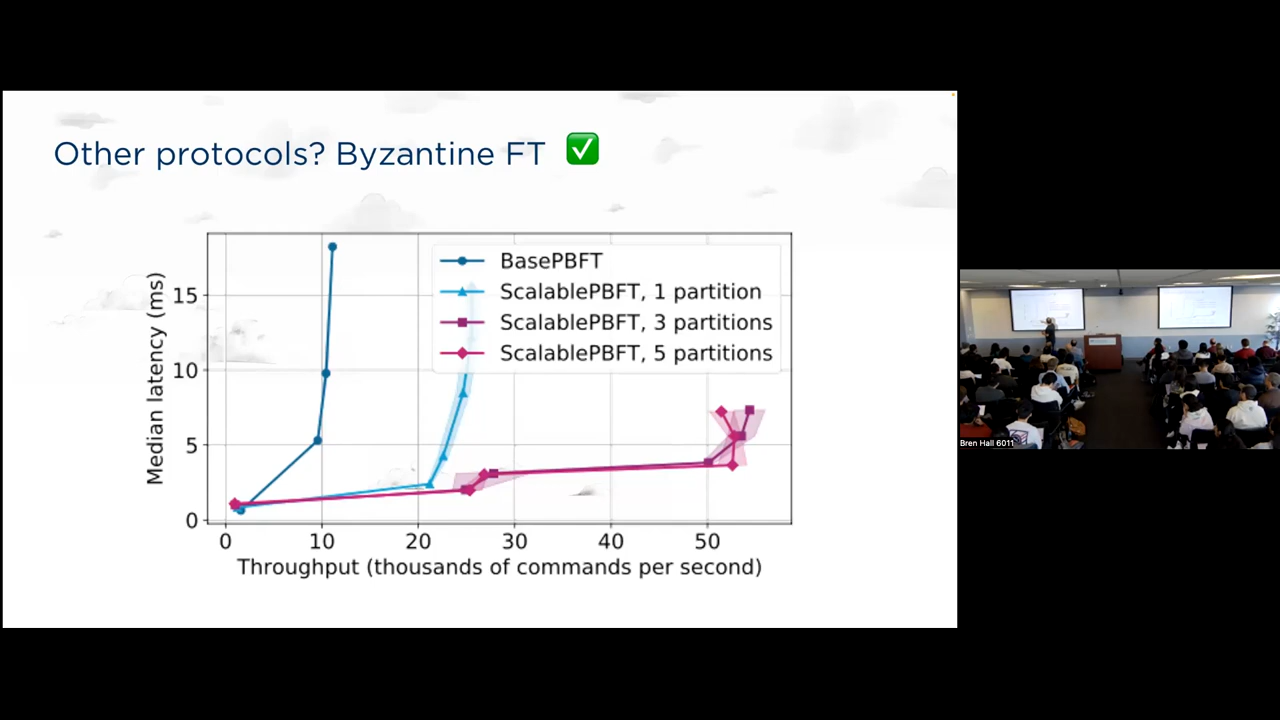 Other protocols? Byzantine FT ✅
BasePBFT
ScalablePBFT, 1 partition
ScalablePBFT, 3 partitions
ScalablePBFT, 5 partitions
Median latency (ms)
15
10
5
0
0 10 20 30 40 50
Throughput (thousands of commands per second)
Bren Hall 6011